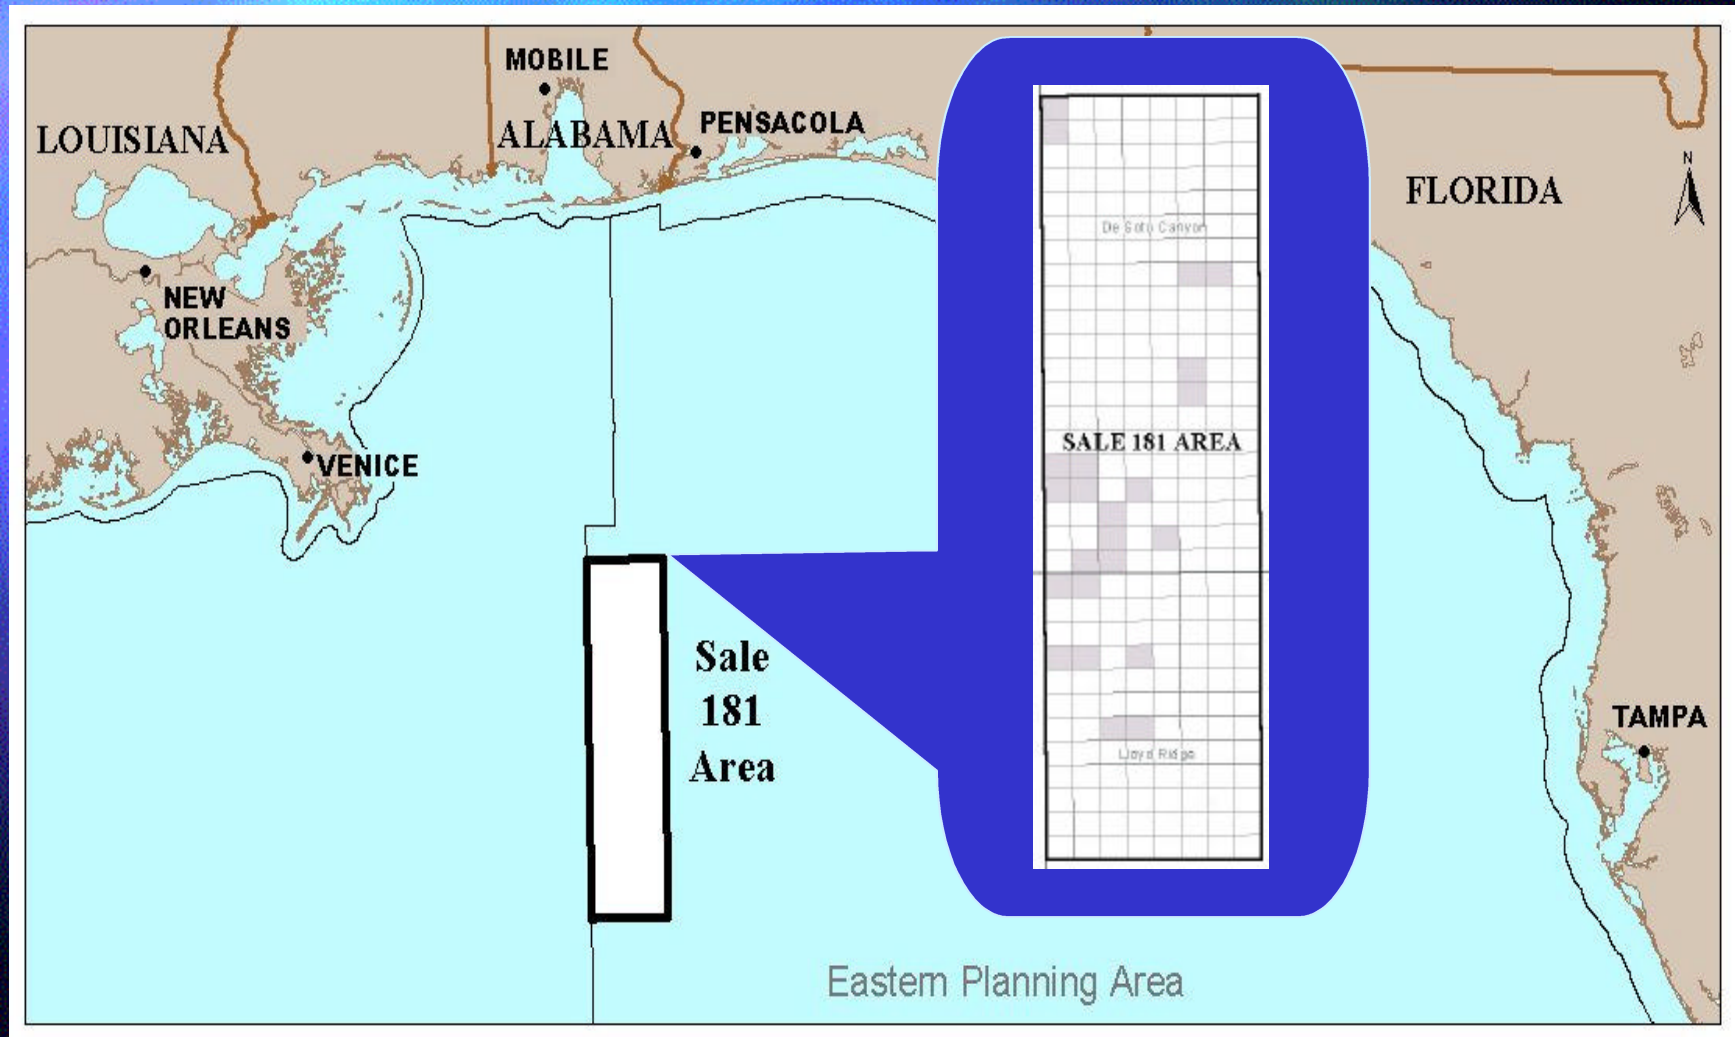 MOBILE
LOUISIANA
ALABAMA
PENSACOLA
N
FLORIDA
De Soto Canyon
NEW
ORLEANS
SALE 181 AREA
VENICE
Sale
181
Area
TAMPA
Lloyd Ridge
Eastern Planning Area